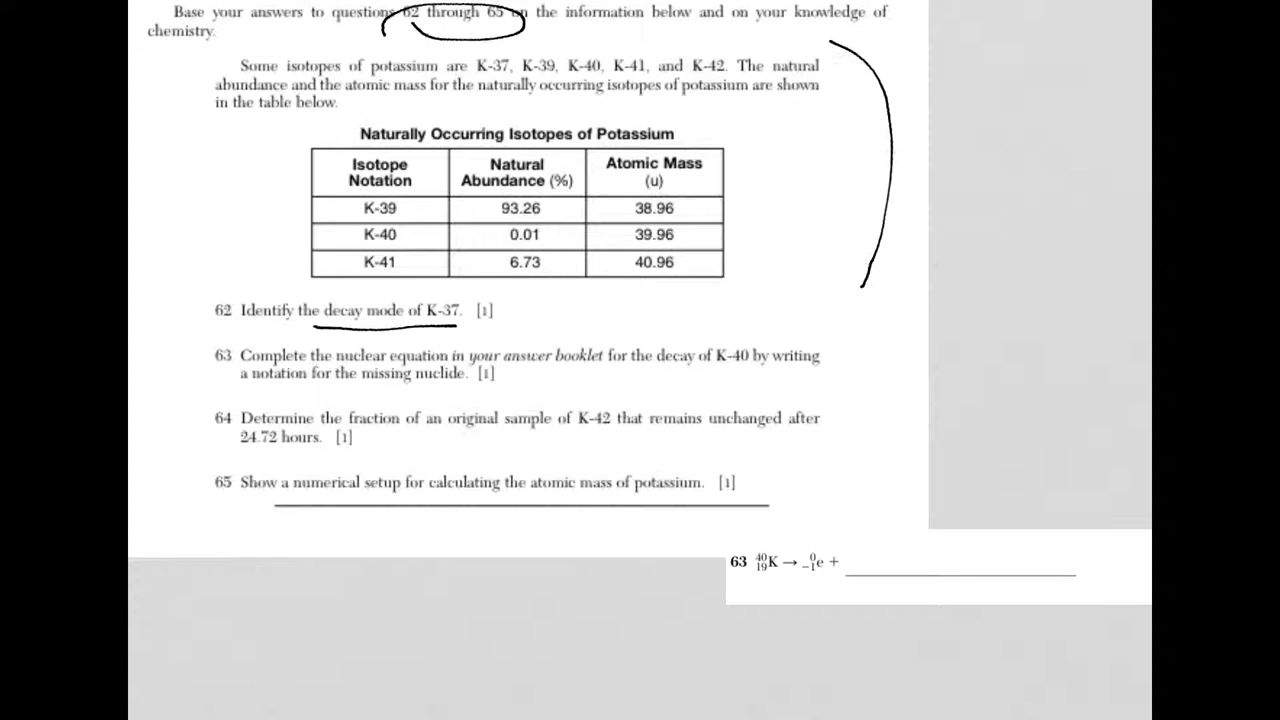 Base your answers to questions 62 through 65 on the information below and on your knowledge of
chemistry.
Some isotopes of potassium are K-37, K-39, K-40, K-41, and K-42. The natural
abundance and the atomic mass for the naturally occurring isotopes of potassium are shown
in the table below.
Naturally Occurring Isotopes of Potassium
Isotope Notation Natural Abundance (%) Atomic Mass (u)
K-39 93.26 38.96
K-40 0.01 39.96
K-41 6.73 40.96
62 Identify the decay mode of K-37. [1]
63 Complete the nuclear equation in your answer booklet for the decay of K-40 by writing
a notation for the missing nuclide. [1]
64 Determine the fraction of an original sample of K-42 that remains unchanged after
24.72 hours. [1]
65 Show a numerical setup for calculating the atomic mass of potassium. [1]
63 ⁴⁰₁₉K → ⁰₋₁e +